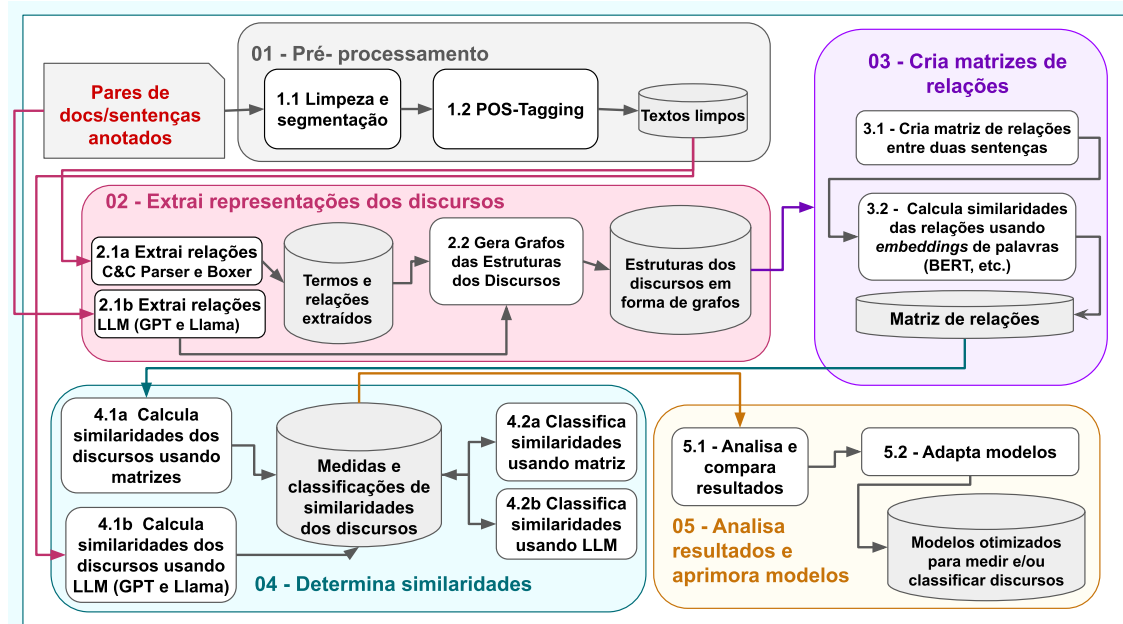 01 - Pré- processamento
Pares de
docs/sentenças
anotados
1.1 Limpeza e
segmentação
1.2 POS-Tagging
Textos limpos
02 - Extrai representações dos discursos
2.1a Extrai relações
C&C Parser e Boxer
2.1b Extrai relações
LLM (GPT e Llama)
Termos e
relações
extraídos
2.2 Gera Grafos
das Estruturas
dos Discursos
Estruturas dos
discursos em
forma de grafos
03 - Cria matrizes de
relações
3.1 - Cria matriz de relações
entre duas sentenças
3.2 - Calcula similaridades
das relações usando
embeddings de palavras
(BERT, etc.)
Matriz de relações
4.1a Calcula
similaridades dos
discursos usando
matrizes
4.1b Calcula
similaridades dos
discursos usando
LLM (GPT e Llama)
Medidas e
classificações de
similaridades
dos discursos
4.2a Classifica
similaridades
usando matriz
4.2b Classifica
similaridades
usando LLM
04 - Determina similaridades
5.1 - Analisa e
compara
resultados
5.2 - Adapta modelos
05 - Analisa
resultados e
aprimora modelos
Modelos otimizados
para medir e/ou
classificar discursos